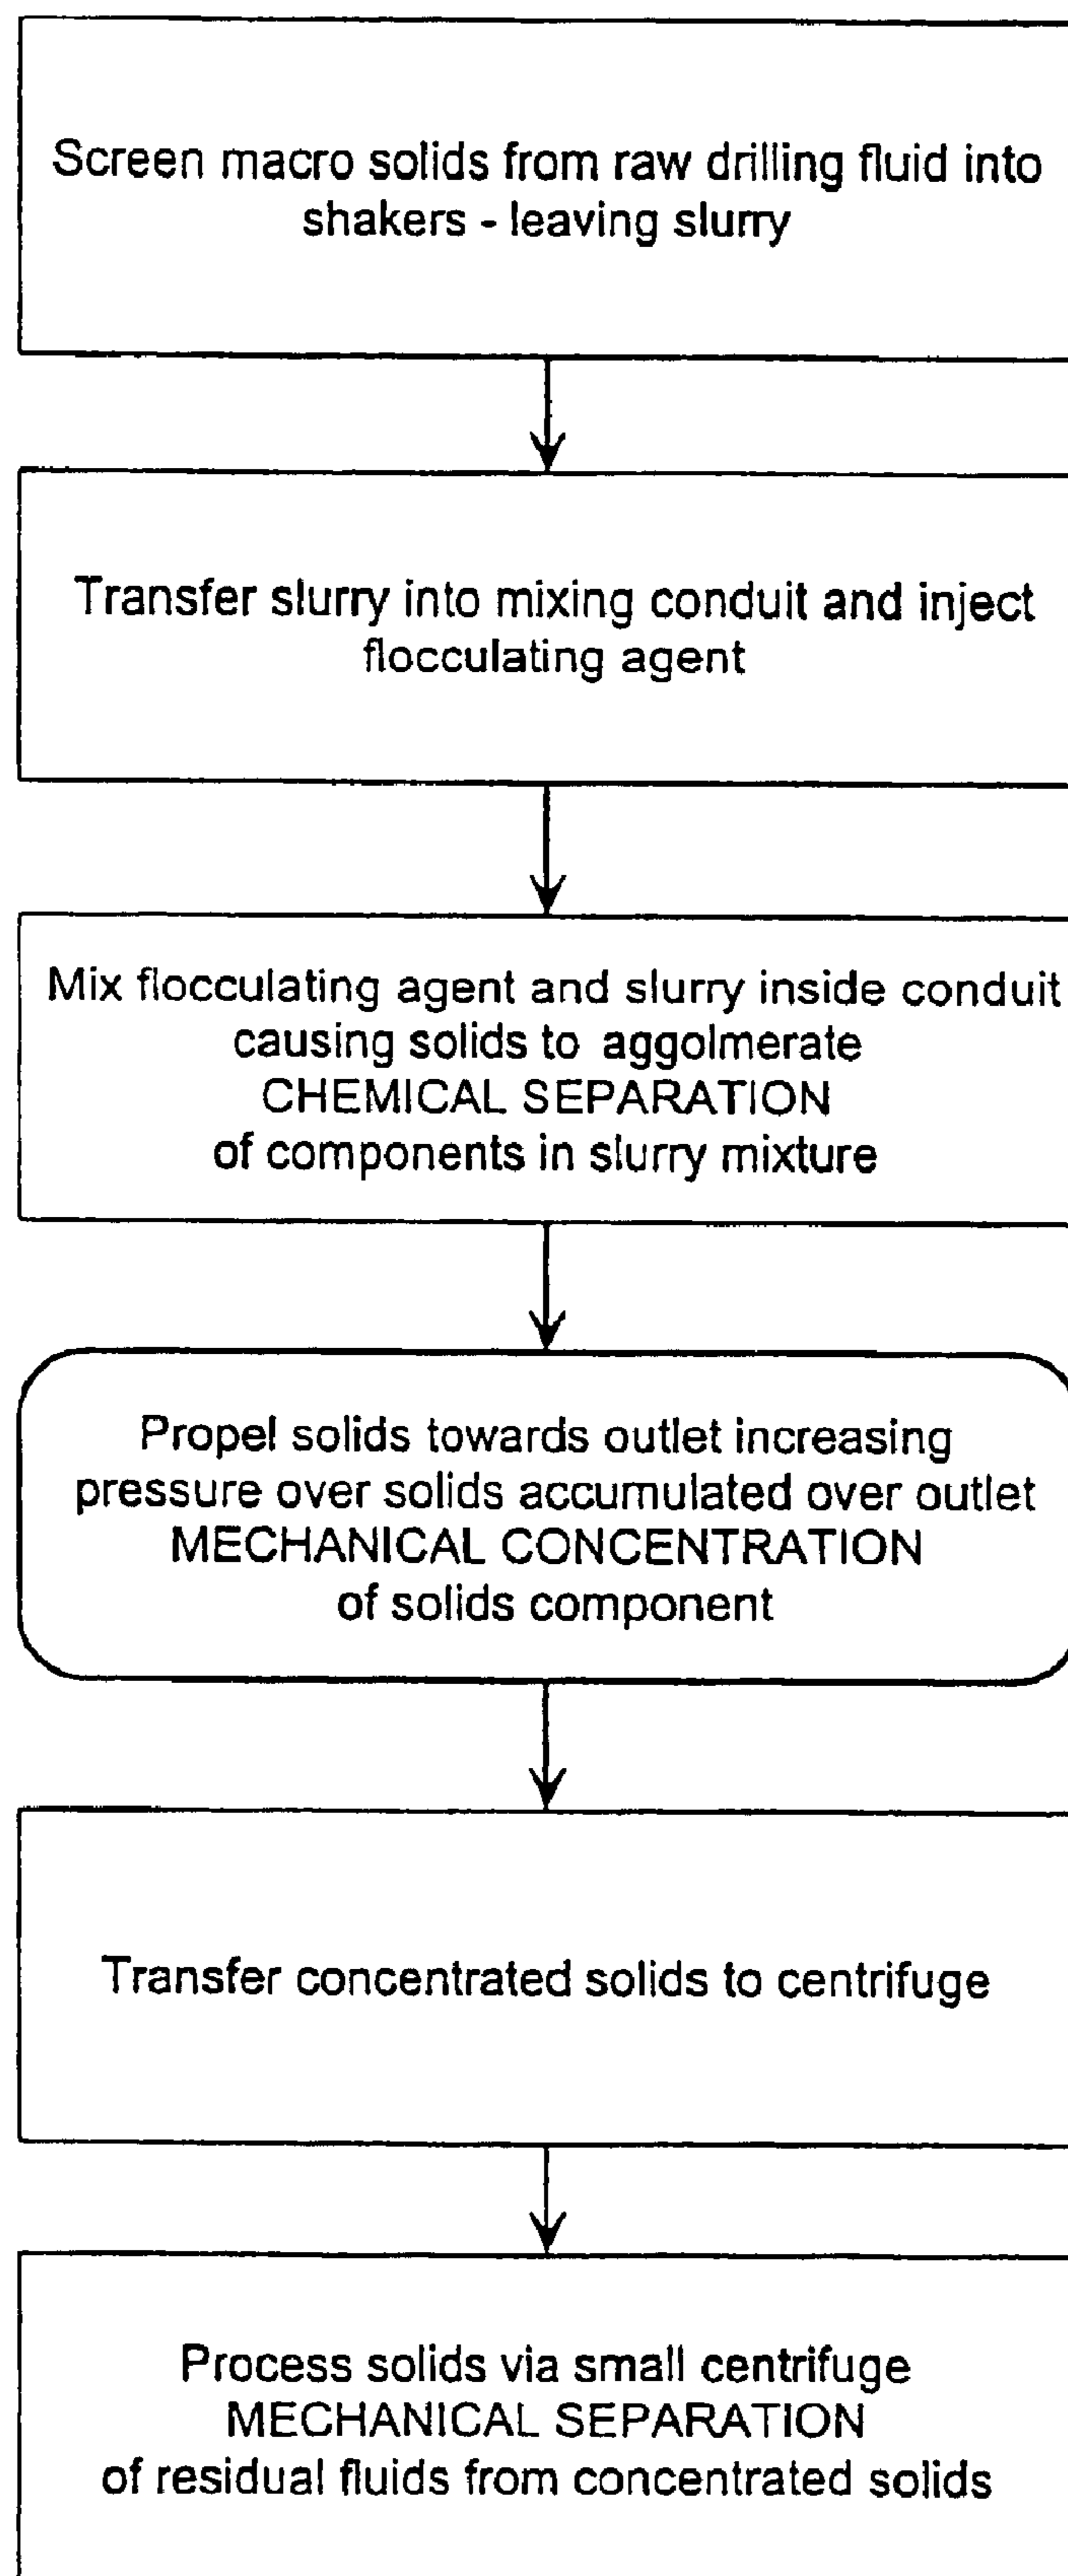 Screen macro solids from raw drilling fluid into
shakers - leaving slurry
Transfer slurry into mixing conduit and inject
flocculating agent
Mix flocculating agent and slurry inside conduit
causing solids to aggolmerate
CHEMICAL SEPARATION
of components in slurry mixture
Propel solids towards outlet increasing
pressure over solids accumulated over outlet
MECHANICAL CONCENTRATION
of solids component
Transfer concentrated solids to centrifuge
Process solids via small centrifuge
MECHANICAL SEPARATION
of residual fluids from concentrated solids